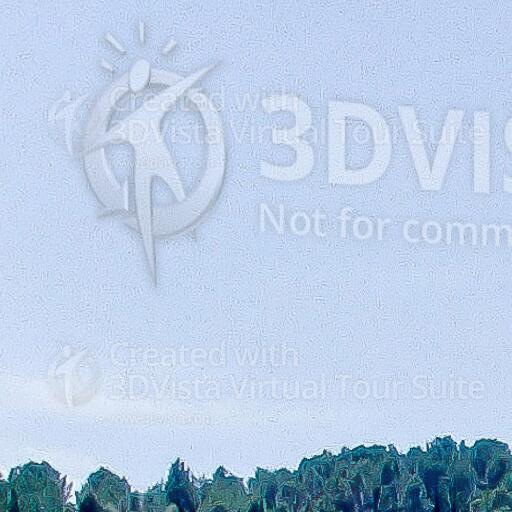 Created with
3DVista Virtual Tour Suite
3DVIS
Not for comm
Created with
3DVista Virtual Tour Suite